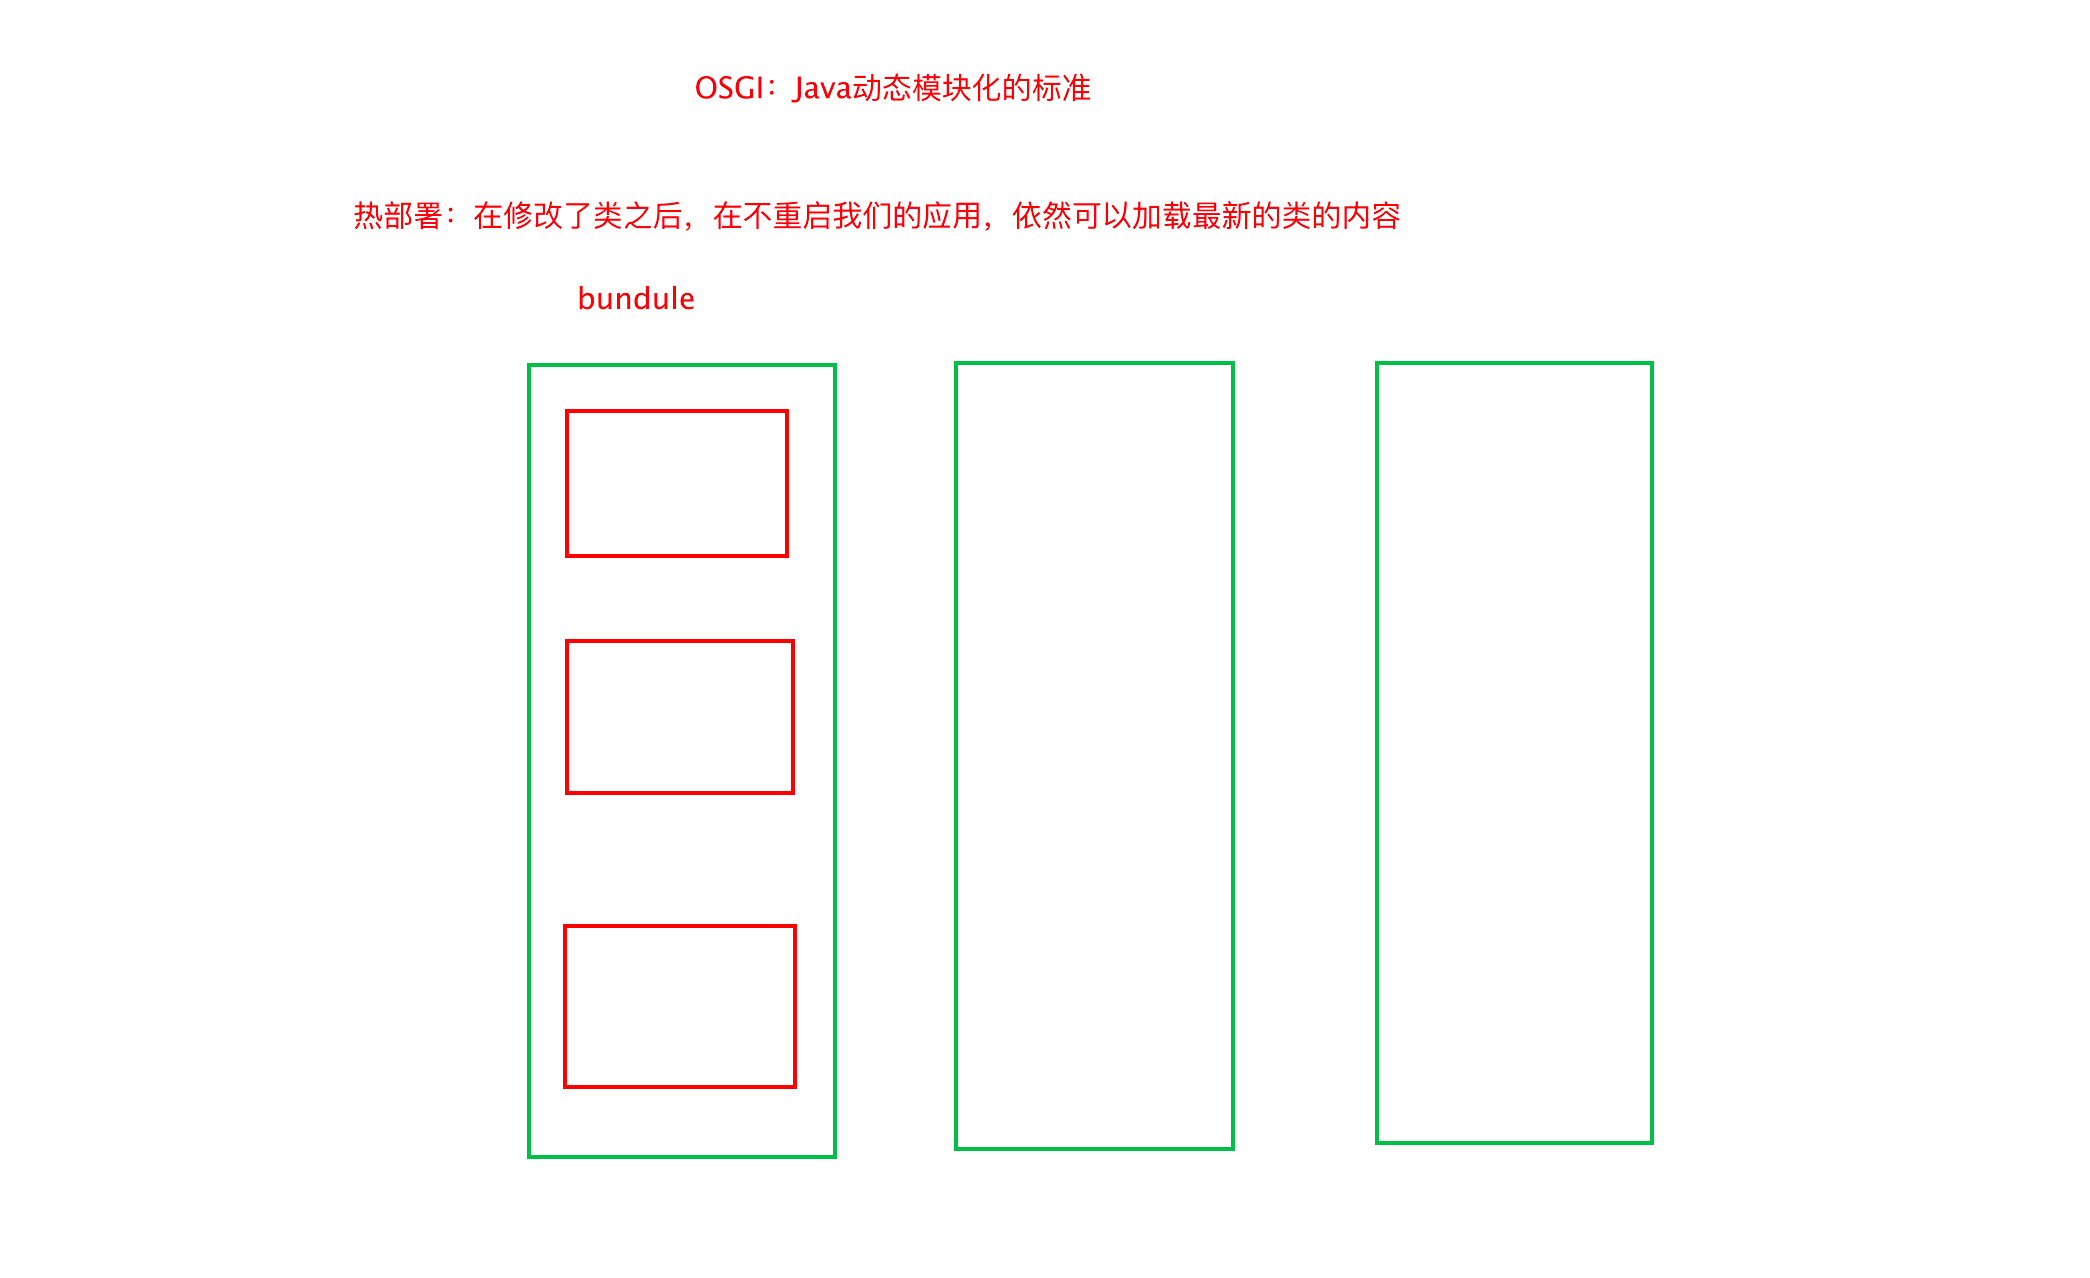 OSGI：Java动态模块化的标准
热部署：在修改了类之后，在不重启我们的应用，依然可以加载最新的类的内容
bundule